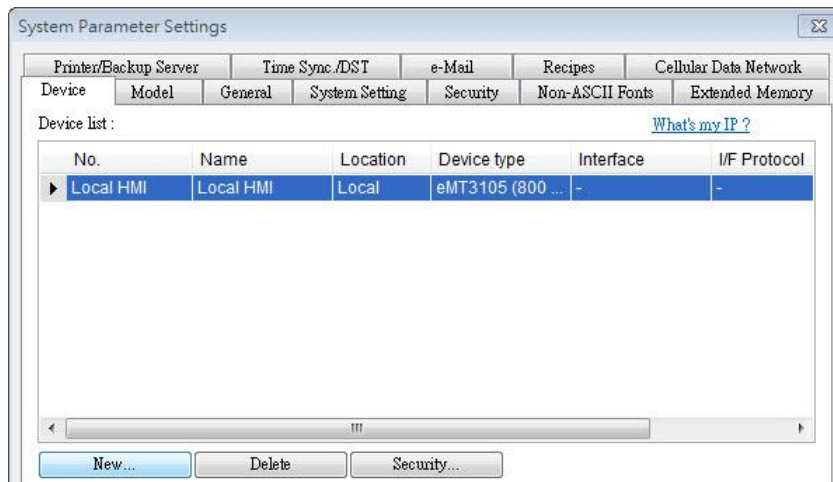 System Parameter Settings
Printer/Backup Server Time Sync./DST e-Mail Recipes Cellular Data Network
Device Model General System Setting Security Non-ASCII Fonts Extended Memory
Device list : What's my IP ?
No. Name Location Device type Interface I/F Protocol
Local HMI Local HMI Local eMT3105 (800 ... - -
New... Delete Security...